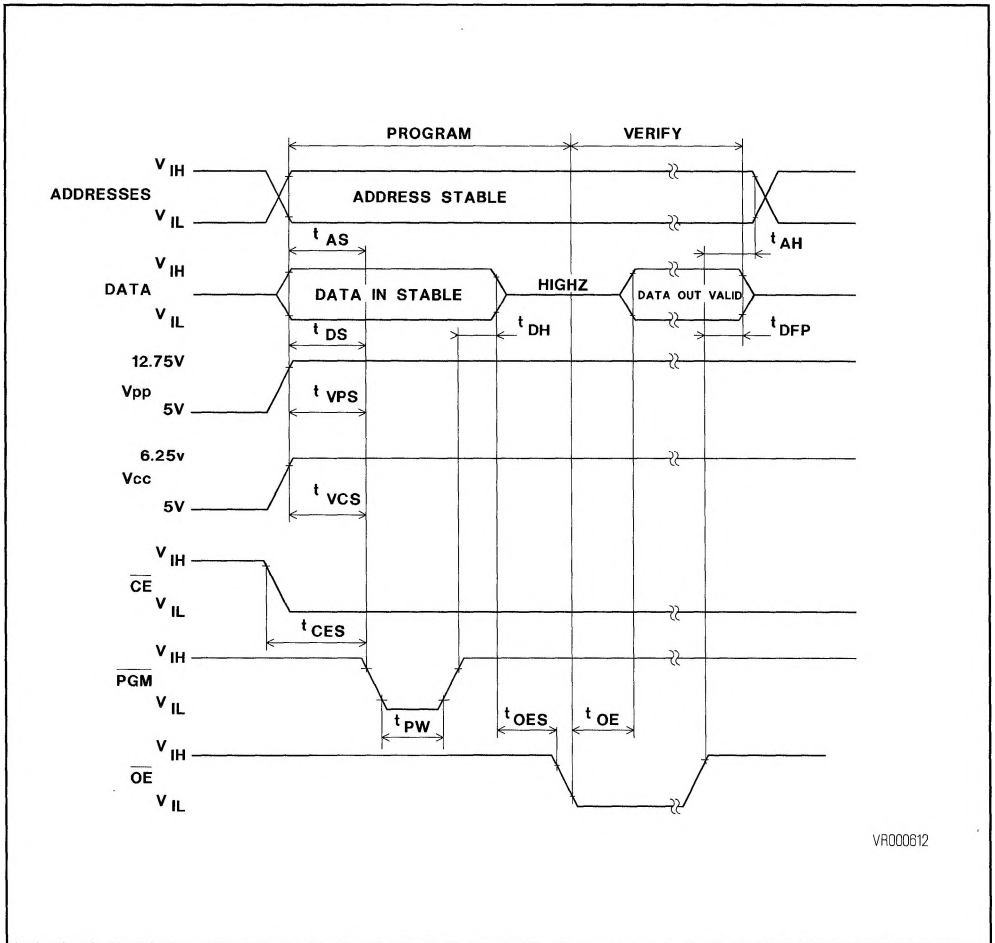 PROGRAM VERIFY
V IH
ADDRESSES ADDRESS STABLE
V IL
t AS t AH
V IH
DATA DATA IN STABLE HIGHZ DATA OUT VALID
V IL
t DS t DH t DFP
12.75V
Vpp t VPS
5V
6.25v
Vcc
t VCS
5V
V IH
CE
V IL
t CES
V IH
PGM
V IL
t PW t OES t OE
V IH
OE
V IL
VR000612